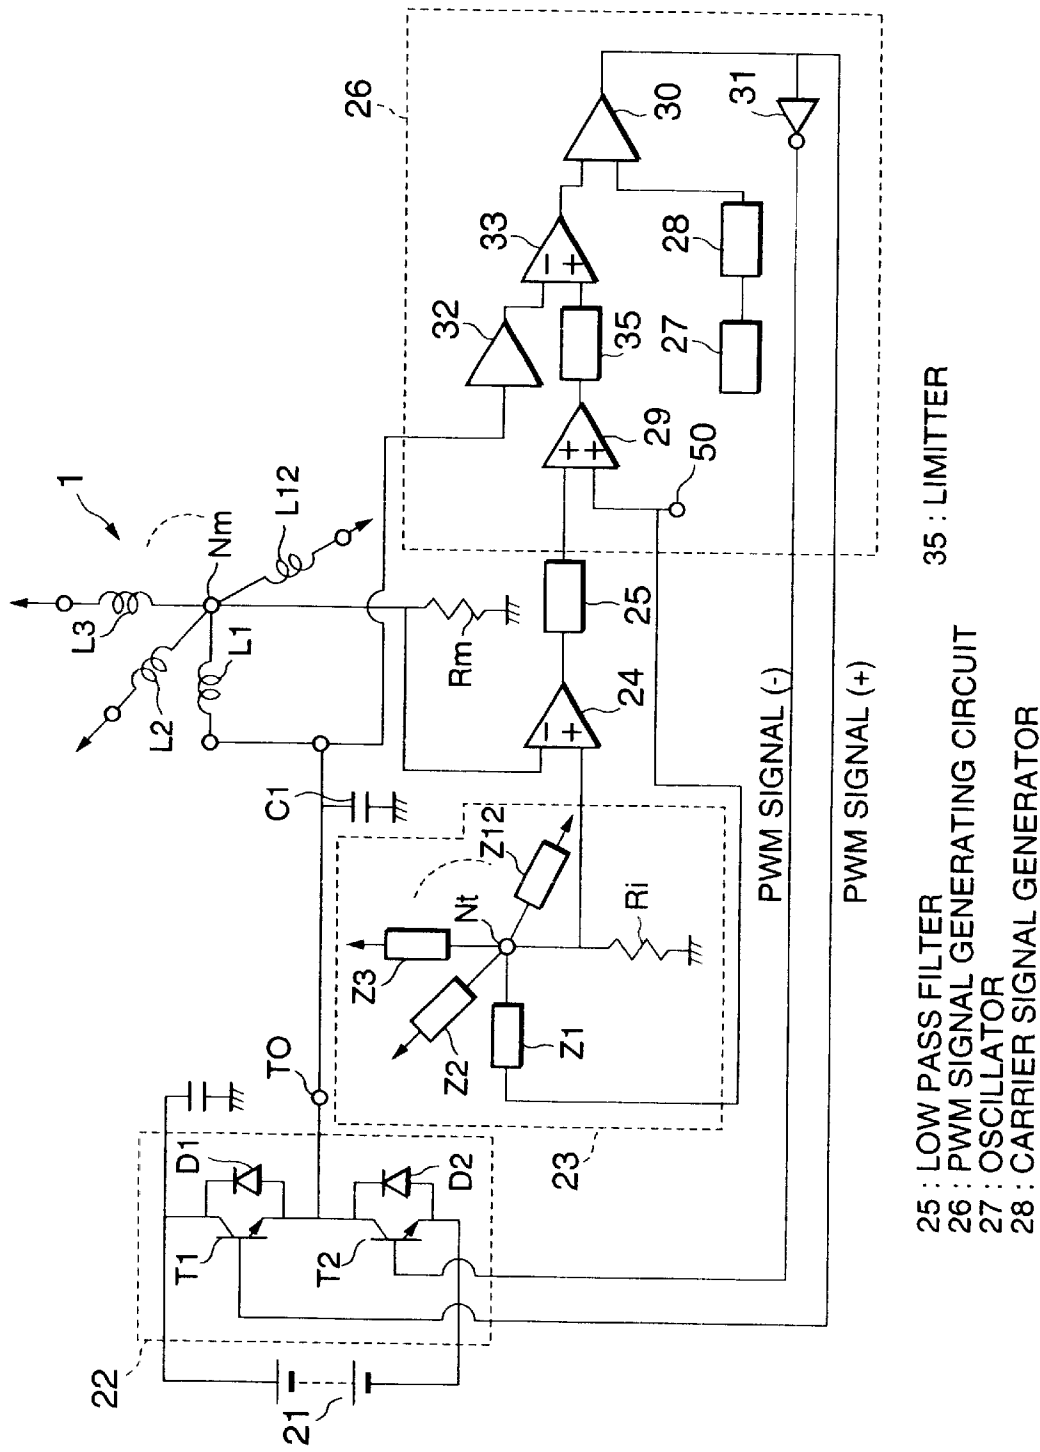 1
L3
L2
L1
Nm
L12
Rm
C1
TO
22
21
T1
D1
T2
D2
23
Z3
Z2
Z1
Nt
Z12
Ri
24
25
26
50
29
35
32
33
27
28
30
31
PWM SIGNAL (-)
PWM SIGNAL (+)
25 : LOW PASS FILTER
26 : PWM SIGNAL GENERATING CIRCUIT
27 : OSCILLATOR
28 : CARRIER SIGNAL GENERATOR
35 : LIMITTER
− +
+ +
− +